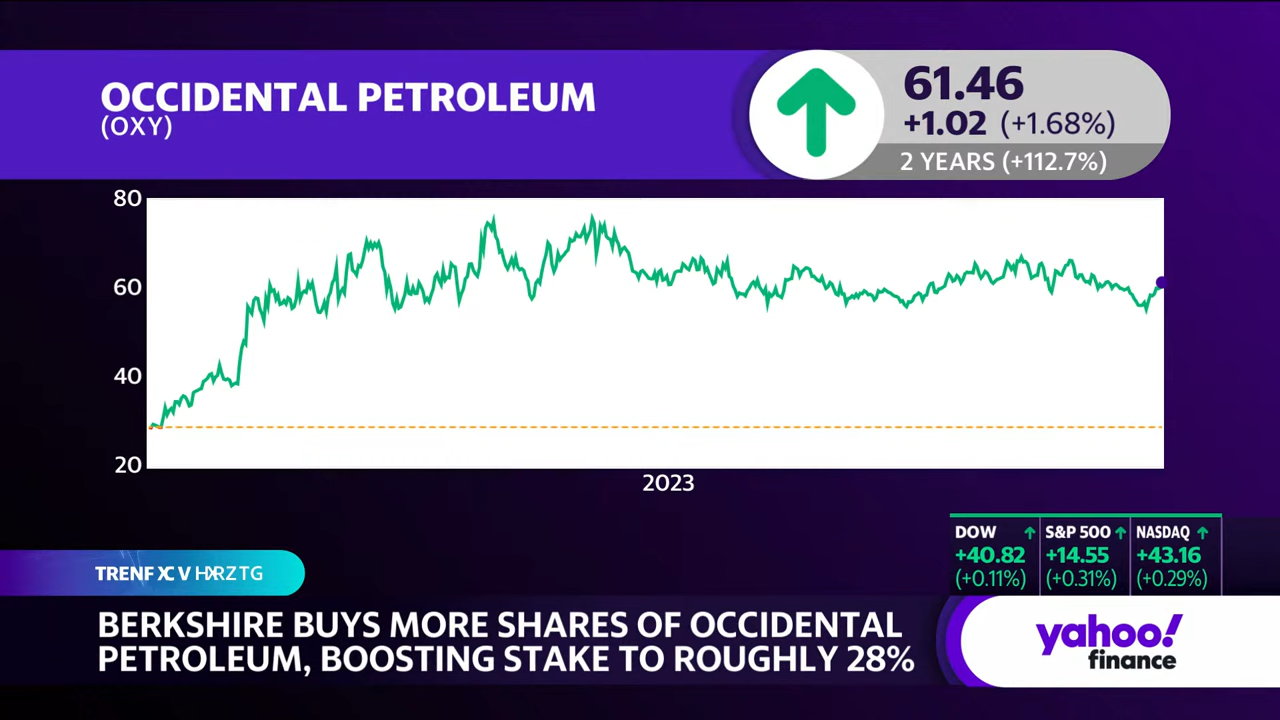 OCCIDENTAL PETROLEUM
(OXY)
61.46
+1.02 (+1.68%)
2 YEARS (+112.7%)
80
60
40
20
2023
DOW
+40.82
(+0.11%)
S&P 500
+14.55
(+0.31%)
NASDAQ
+43.16
(+0.29%)
BERKSHIRE BUYS MORE SHARES OF OCCIDENTAL
PETROLEUM, BOOSTING STAKE TO ROUGHLY 28%
yahoo!
finance